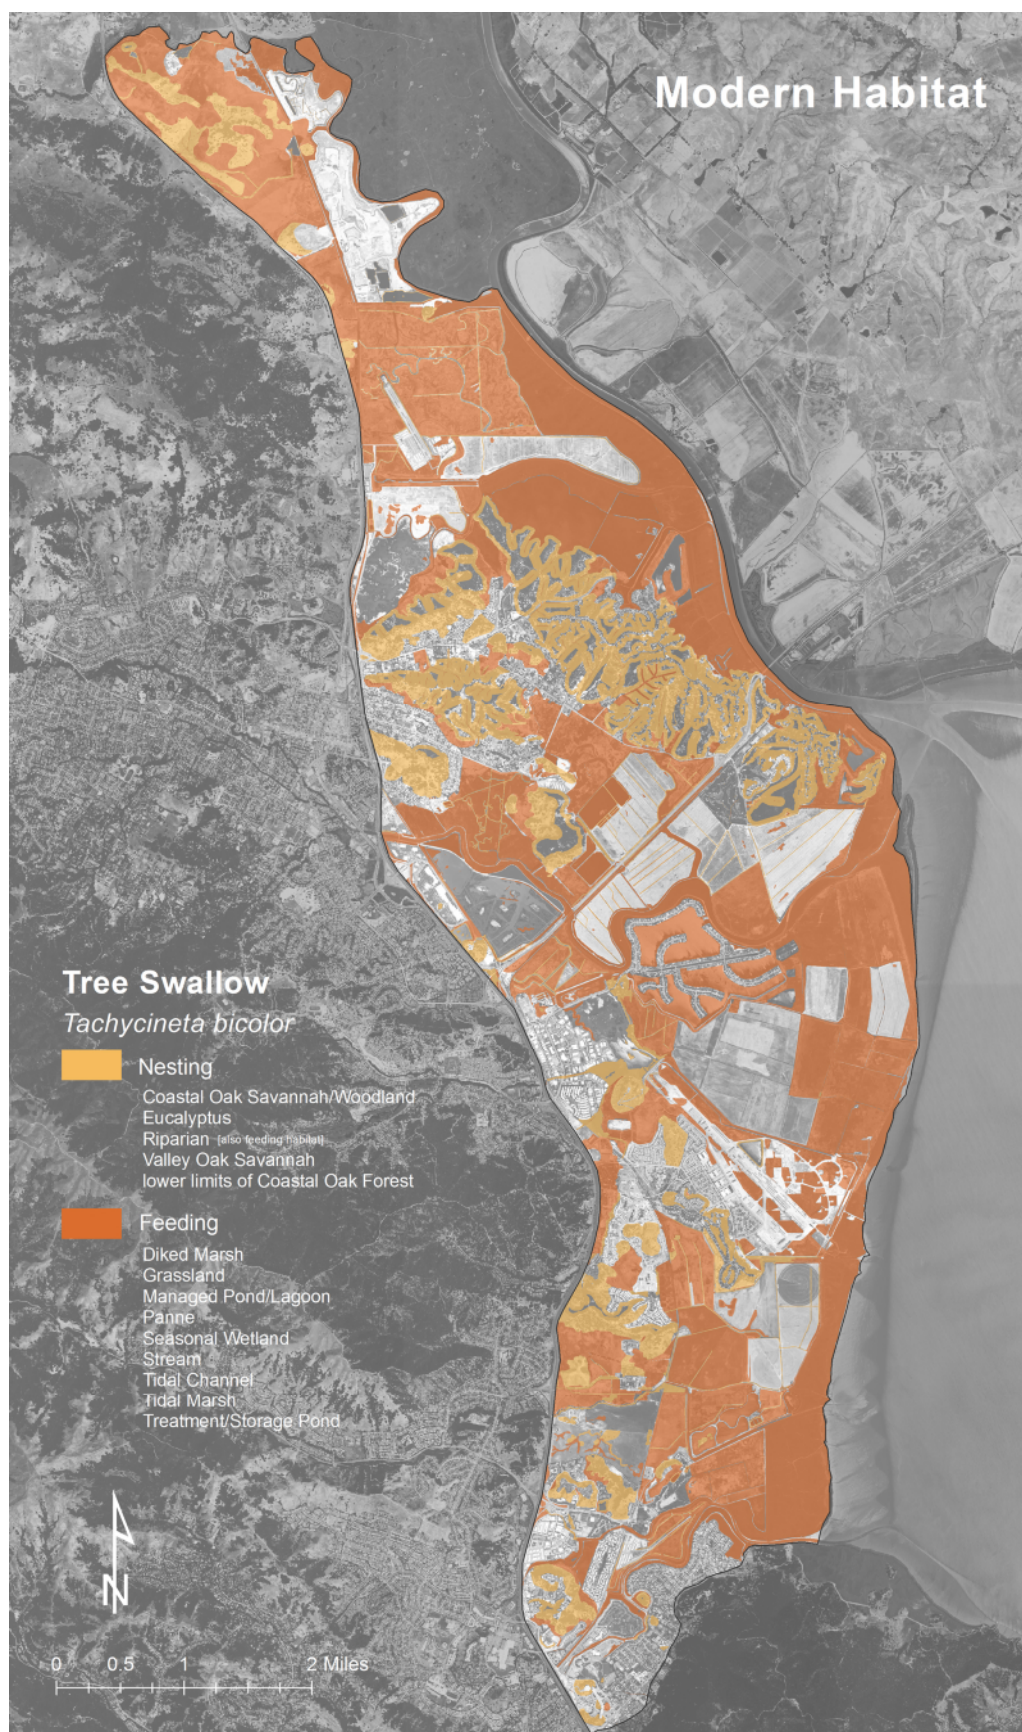 Modern Habitat
Tree Swallow
Tachycineta bicolor
Nesting
Coastal Oak Savannah/Woodland
Eucalyptus
Riparian [also feeding habitat]
Valley Oak Savannah
lower limits of Coastal Oak Forest
Feeding
Diked Marsh
Grassland
Managed Pond/Lagoon
Panne
Seasonal Wetland
Stream
Tidal Channel
Tidal Marsh
Treatment/Storage Pond
N
0 0.5 1 2 Miles